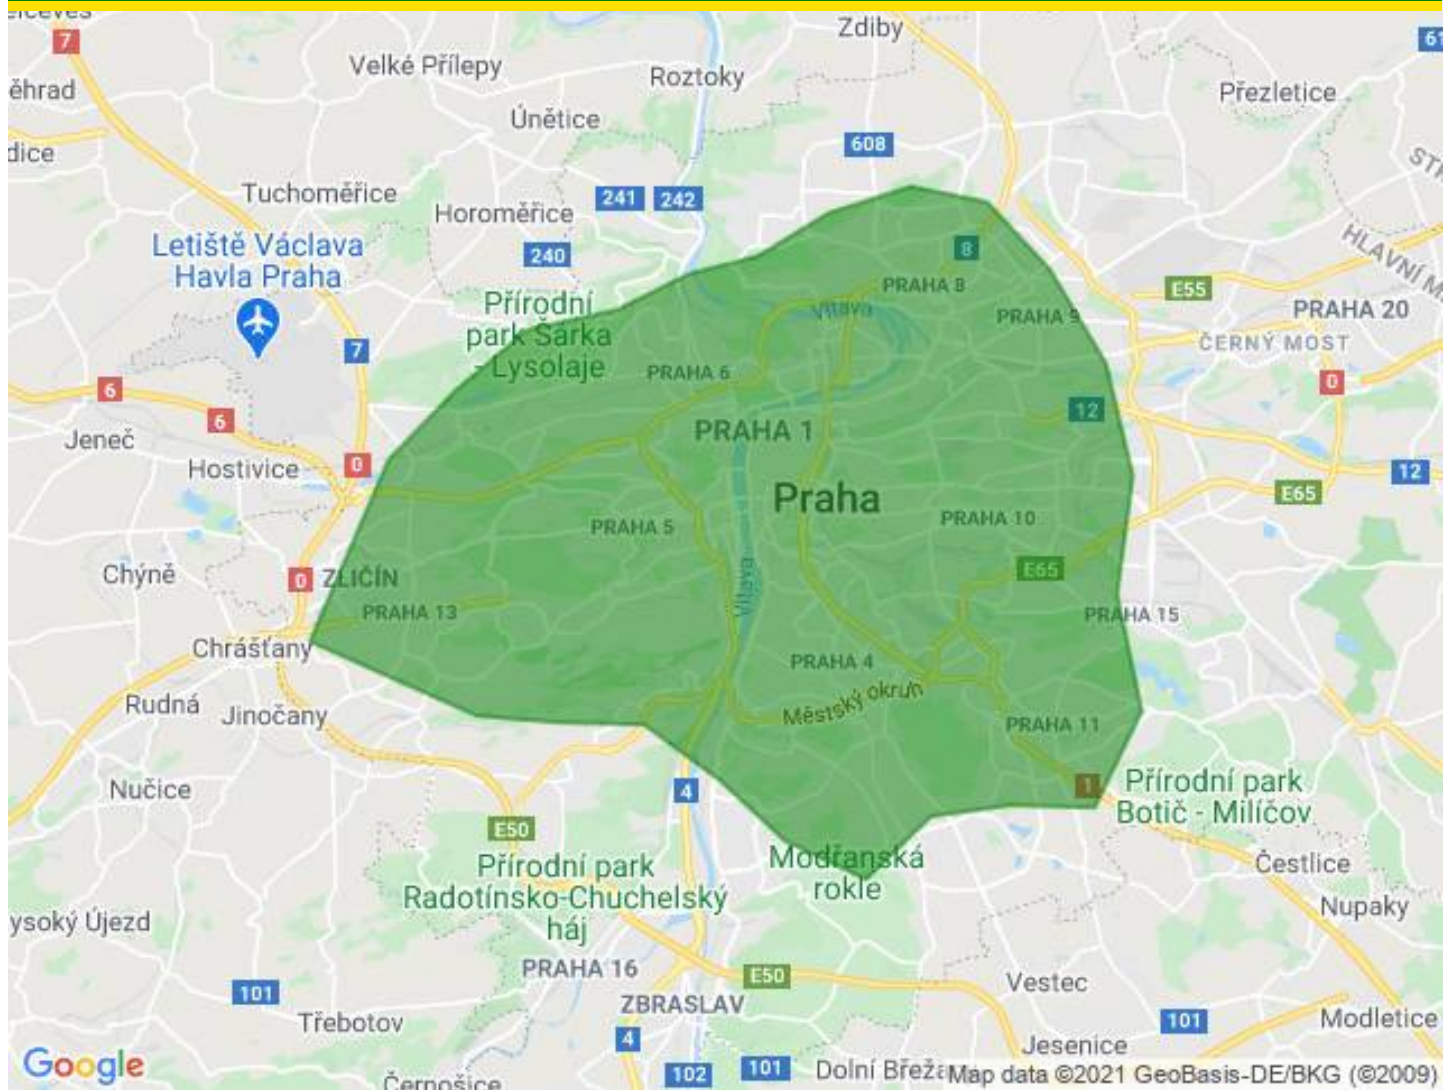 Zdiby
7
61
Velké Přílepy
Roztoky
ěhrad
Přezletice
Únětice
608
dice
Tuchoměřice
241
242
Horoměřice
Letiště Václava
Havla Praha
240
8
HLAVNÍ M
PRAHA 8
E55
Přírodní
park Šárka
- Lysolaje
Vltava
PRAHA 9
PRAHA 20
ČERNÝ MOST
7
PRAHA 6
0
6
12
6
PRAHA 1
Jeneč
Hostivice
0
12
Praha
E65
PRAHA 5
PRAHA 10
Chýně
0
ZLIČÍN
E65
Vltava
PRAHA 13
PRAHA 15
Chrášťany
PRAHA 4
Rudná
Jinočany
Městský okruh
PRAHA 11
Nučice
4
1
Přírodní park
Botič - Milíčov
E50
Přírodní park
Radotínsko-Chuchelský
háj
Modřanská
rokle
Čestlice
ysoký Újezd
Nupaky
PRAHA 16
E50
Vestec
101
ZBRASLAV
Třebotov
101
Modletice
4
Jesenice
Google
Černošice
102
101
Dolní Břeža
Map data ©2021 GeoBasis-DE/BKG (©2009)